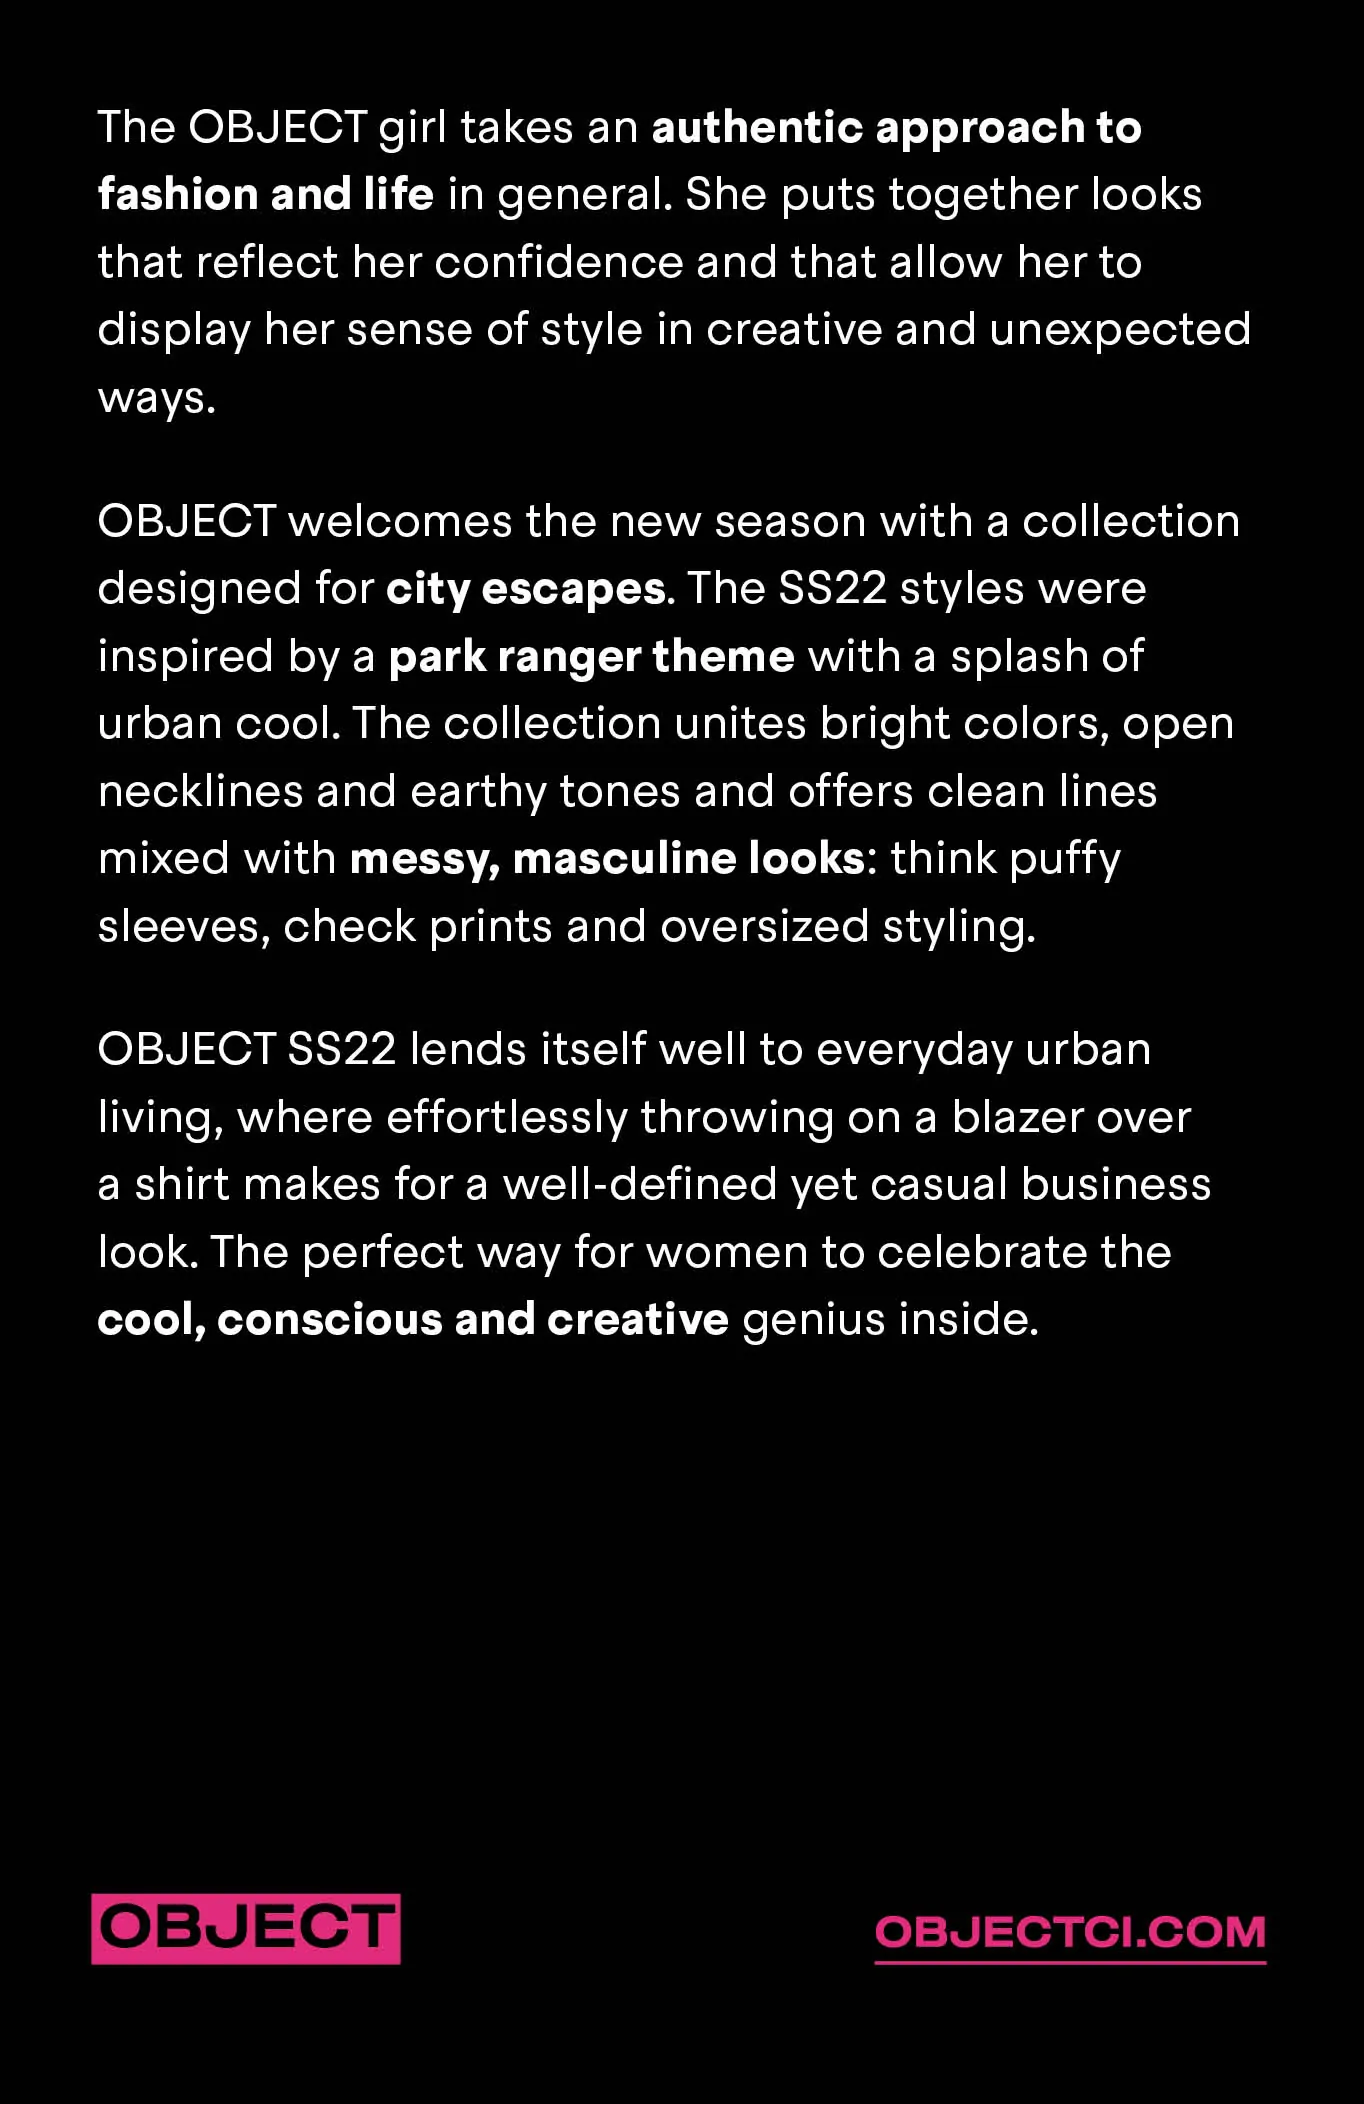 The OBJECT girl takes an authentic approach to
fashion and life in general. She puts together looks
that reflect her confidence and that allow her to
display her sense of style in creative and unexpected
ways.
OBJECT welcomes the new season with a collection
designed for city escapes. The SS22 styles were
inspired by a park ranger theme with a splash of
urban cool. The collection unites bright colors, open
necklines and earthy tones and offers clean lines
mixed with messy, masculine looks: think puffy
sleeves, check prints and oversized styling.
OBJECT SS22 lends itself well to everyday urban
living, where effortlessly throwing on a blazer over
a shirt makes for a well-defined yet casual business
look. The perfect way for women to celebrate the
cool, conscious and creative genius inside.
OBJECT
OBJECTCI.COM